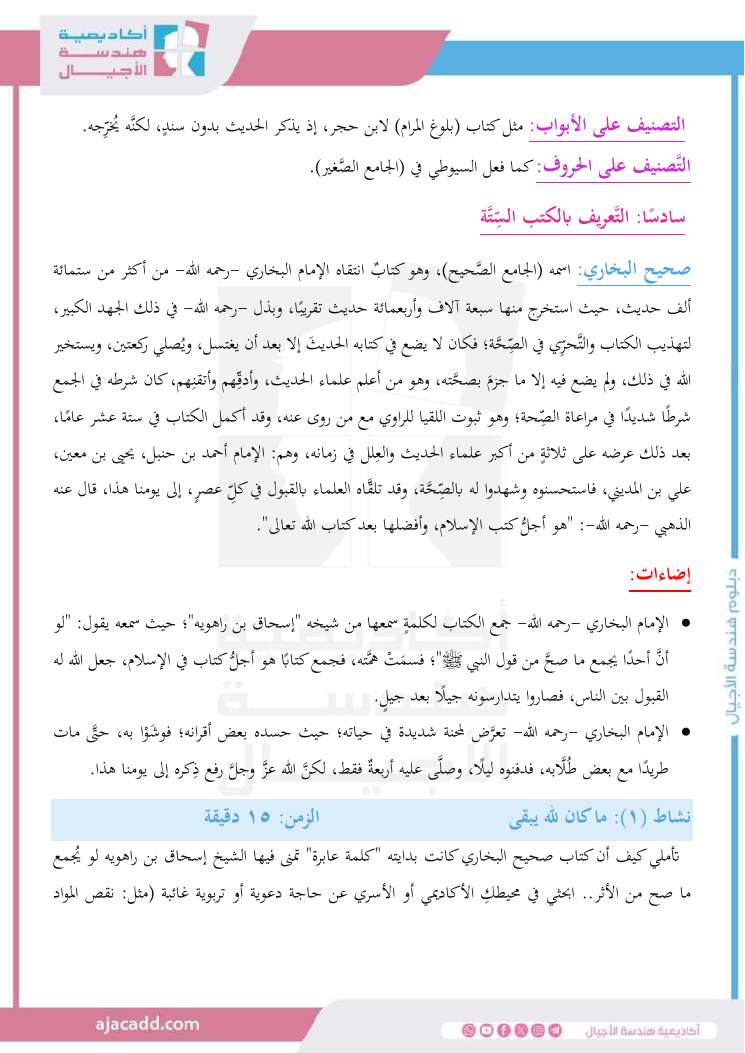 أكاديمية
هندسة
الأجيال
التصنيف على الأبواب: مثل كتاب (بلوغ المرام) لابن حجر، إذ يذكر الحديث بدون سندٍ، لكنَّه يُخرِّجه.
التَّصنيف على الحروف: كما فعل السيوطي في (الجامع الصَّغير).
سادسًا: التَّعريف بالكتب السِّتَّة
صحيح البخاري: اسمه (الجامع الصَّحيح)، وهو كتابٌ انتقاه الإمام البخاري –رحمه الله– من أكثر من ستمائة
ألف حديث، حيث استخرج منها سبعة آلاف وأربعمائة حديث تقريبًا، وبذل –رحمه الله– في ذلك الجهد الكبير،
لتهذيب الكتاب والتَّحرِّي في الصِّحَّة؛ فكان لا يضع في كتابه الحديثَ إلا بعد أن يغتسل، ويُصلي ركعتين، ويستخير
الله في ذلك، ولم يضع فيه إلا ما جزمَ بصحَّته، وهو من أعلم علماء الحديث، وأدقِّهم وأتقنِهم، كان شرطه في الجمع
شرطًا شديدًا في مراعاة الصِّحة؛ وهو ثبوت اللقيا للراوي مع من روى عنه، وقد أكمل الكتاب في ستة عشر عامًا،
بعد ذلك عرضه على ثلاثةٍ من أكبر علماء الحديث والعِلل في زمانه، وهم: الإمام أحمد بن حنبل، يحيى بن معين،
علي بن المديني، فاستحسنوه وشهدوا له بالصِّحَّة، وقد تلقَّاه العلماء بالقبول في كلِّ عصرٍ، إلى يومنا هذا، قال عنه
الذهبي –رحمه الله–: "هو أجلُّ كتب الإسلام، وأفضلها بعد كتاب الله تعالى".
إضاءات:
● الإمام البخاري –رحمه الله– جمع الكتاب لكلمةٍ سمعها من شيخه "إسحاق بن راهويه"؛ حيث سمعه يقول: "لو
أنَّ أحدًا يجمع ما صحَّ من قول النبي ﷺ"؛ فسمَتْ همَّته، فجمع كتابًا هو أجلُّ كتاب في الإسلام، جعل الله له
القبول بين الناس، فصاروا يتدارسونه جيلًا بعد جيلٍ.
● الإمام البخاري –رحمه الله– تعرَّض لمحنة شديدة في حياته؛ حيث حسده بعض أقرانه؛ فوشَوْا به، حتَّى مات
طريدًا مع بعض طُلَّابه، فدفنوه ليلًا، وصلَّى عليه أربعةٌ فقط، لكنَّ الله عزَّ وجلَّ رفع ذِكره إلى يومنا هذا.
نشاط (١): ما كان لله يبقى الزمن: ١٥ دقيقة
تأملي كيف أن كتاب صحيح البخاري كانت بدايته "كلمة عابرة" تمنى فيها الشيخ إسحاق بن راهويه لو يُجمع
ما صح من الأثر.. ابحثي في محيطكِ الأكاديمي أو الأسري عن حاجة دعوية أو تربوية غائبة (مثل: نقص المواد
دبلوم هندسة الأجيال
أكاديمية
هندسة
الأجيال
ajacadd.com
أكاديمية هندسة الأجيال